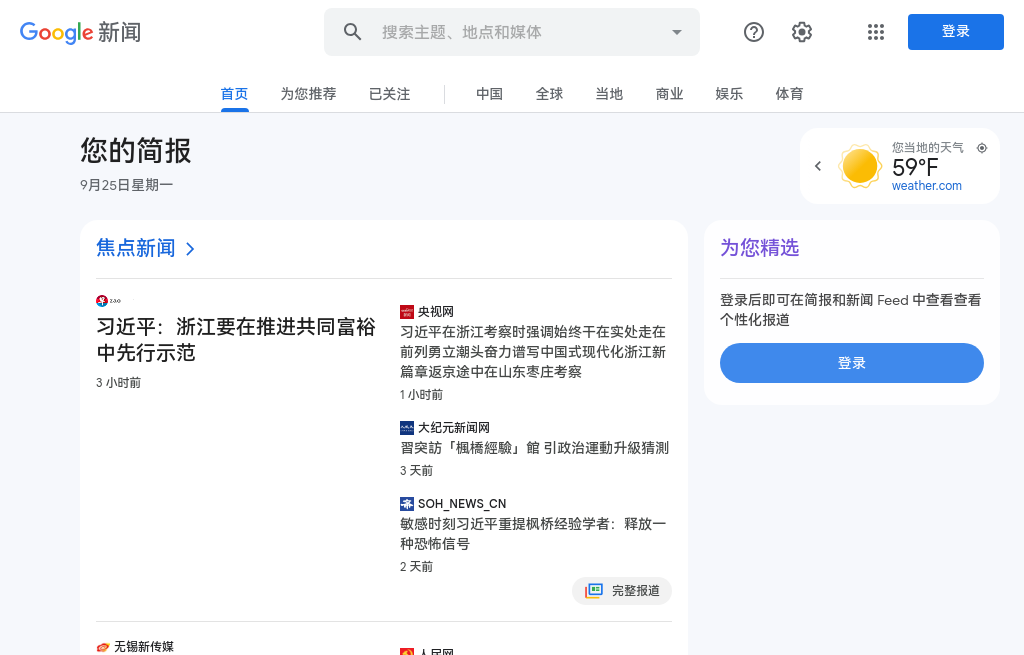 Google 新闻
搜索主题、地点和媒体
登录
首页
为您推荐
已关注
中国
全球
当地
商业
娱乐
体育
您的简报
9月25日星期一
您当地的天气
59°F
weather.com
焦点新闻
习近平：浙江要在推进共同富裕
中先行示范
3 小时前
央视网
习近平在浙江考察时强调始终干在实处走在
前列勇立潮头奋力谱写中国式现代化浙江新
篇章返京途中在山东枣庄考察
1 小时前
大纪元新闻网
習突訪「楓橋經驗」館 引政治運動升級猜測
3 天前
SOH_NEWS_CN
敏感时刻习近平重提枫桥经验学者：释放一
种恐怖信号
2 天前
完整报道
无锡新传媒
人民网
为您精选
登录后即可在简报和新闻 Feed 中查看查看
个性化报道
登录